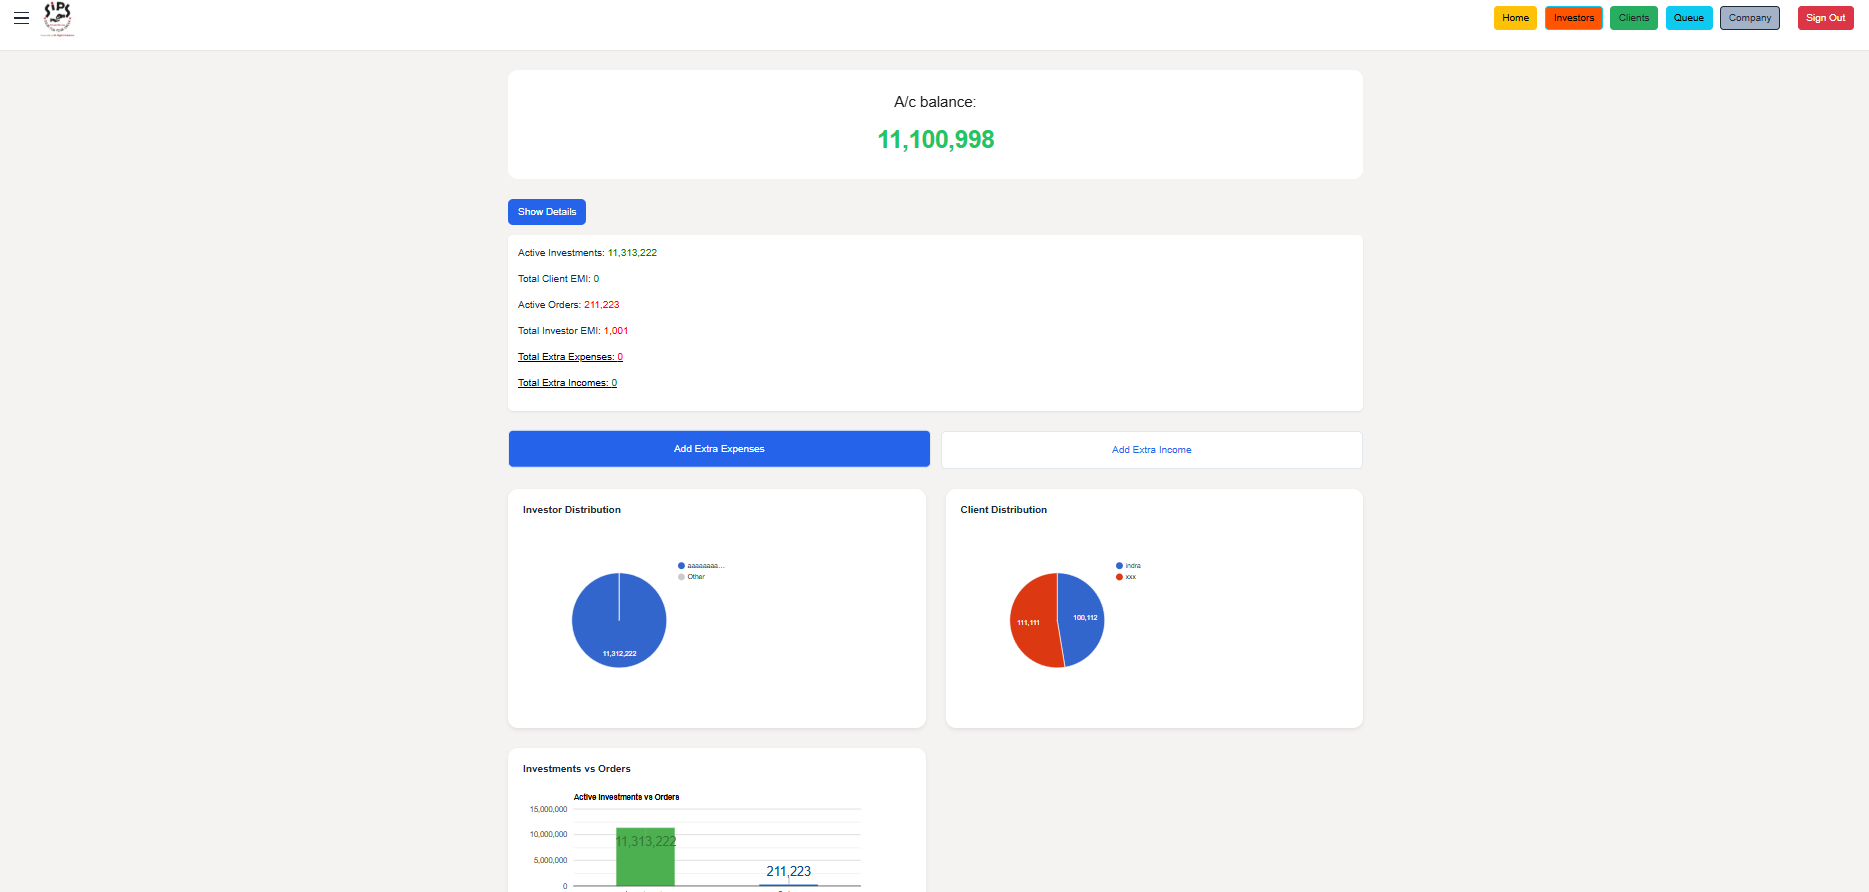 SiPS
Home Investors Clients Queue Company Sign Out
A/c balance:
11,100,998
Show Details
Active Investments: 11,313,222
Total Client EMI: 0
Active Orders: 211,223
Total Investor EMI: 1,001
Total Extra Expenses: 0
Total Extra Incomes: 0
Add Extra Expenses Add Extra Income
Investor Distribution
aaaaaaaa...
Other
11,312,222
Client Distribution
indra
xxx
111,111
100,112
Investments vs Orders
Active Investments vs Orders
15,000,000
10,000,000
5,000,000
0
11,313,222
211,223